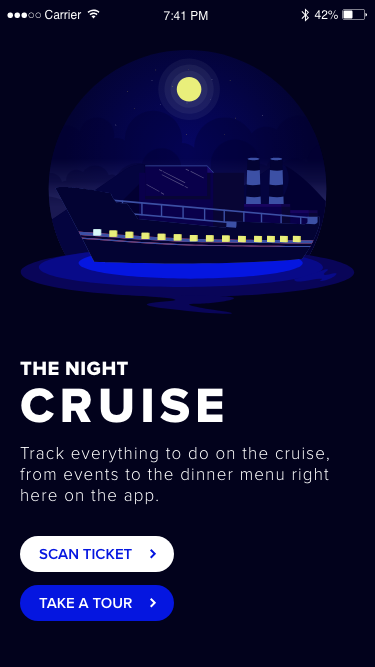 Carrier 7:41 PM 42%
THE NIGHT
CRUISE
Track everything to do on the cruise,
from events to the dinner menu right
here on the app.
SCAN TICKET
TAKE A TOUR